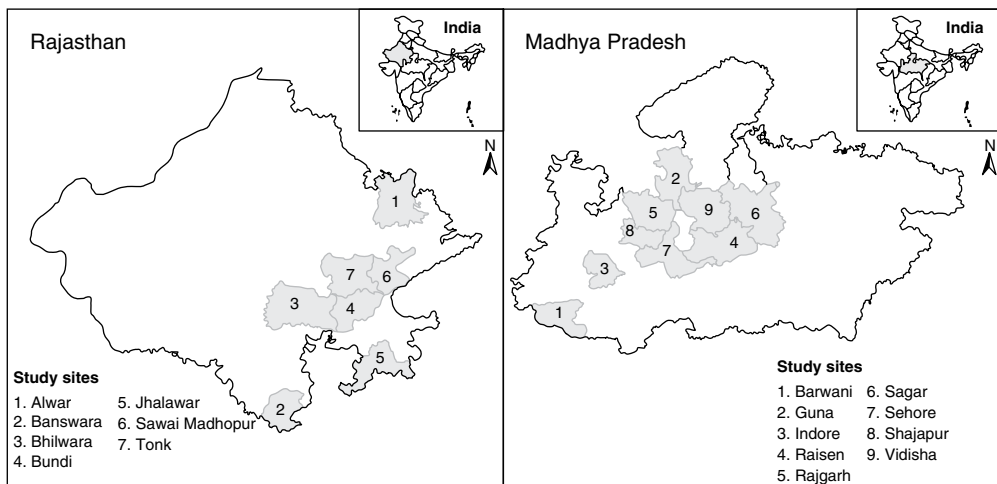 Rajasthan
India
N
1
7
6
3
4
5
2
Study sites
1. Alwar
2. Banswara
3. Bhilwara
4. Bundi
5. Jhalawar
6. Sawai Madhopur
7. Tonk
Madhya Pradesh
India
N
2
5
9
6
8
7
4
3
1
Study sites
1. Barwani
2. Guna
3. Indore
4. Raisen
5. Rajgarh
6. Sagar
7. Sehore
8. Shajapur
9. Vidisha